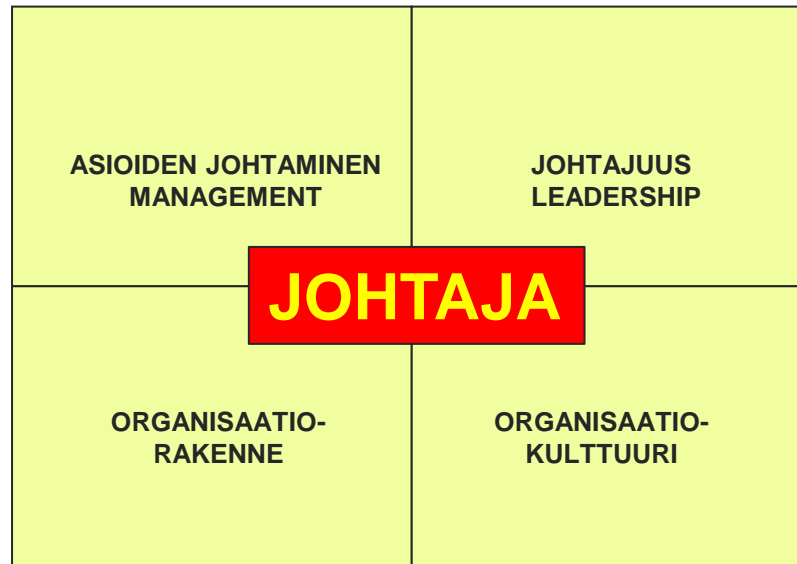 ASIOIDEN JOHTAMINEN
MANAGEMENT
JOHTAJUUS
LEADERSHIP
JOHTAJA
ORGANISAATIO-
RAKENNE
ORGANISAATIO-
KULTTUURI